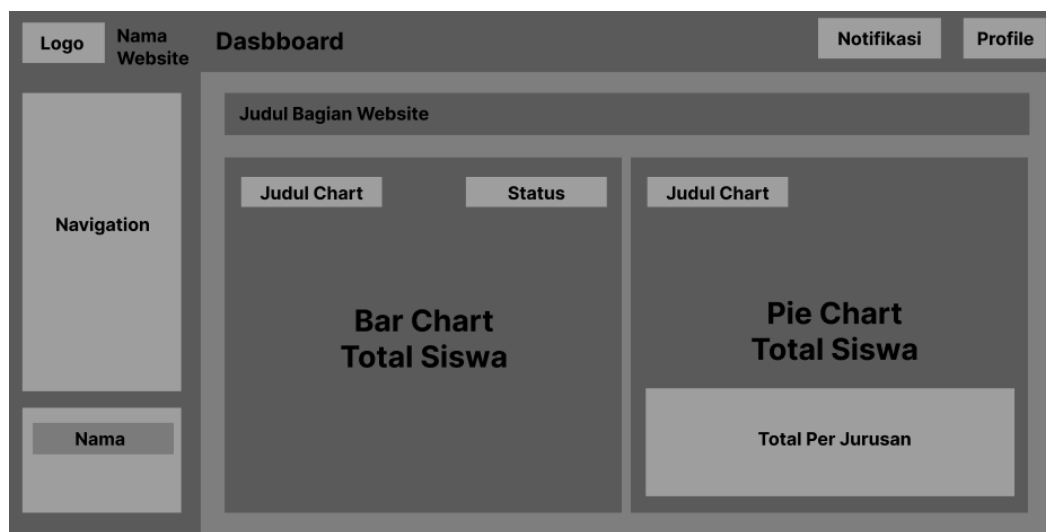 Logo
Nama
Website
Dasbboard
Notifikasi
Profile
Navigation
Nama
Judul Bagian Website
Judul Chart
Status
Bar Chart
Total Siswa
Judul Chart
Pie Chart
Total Siswa
Total Per Jurusan